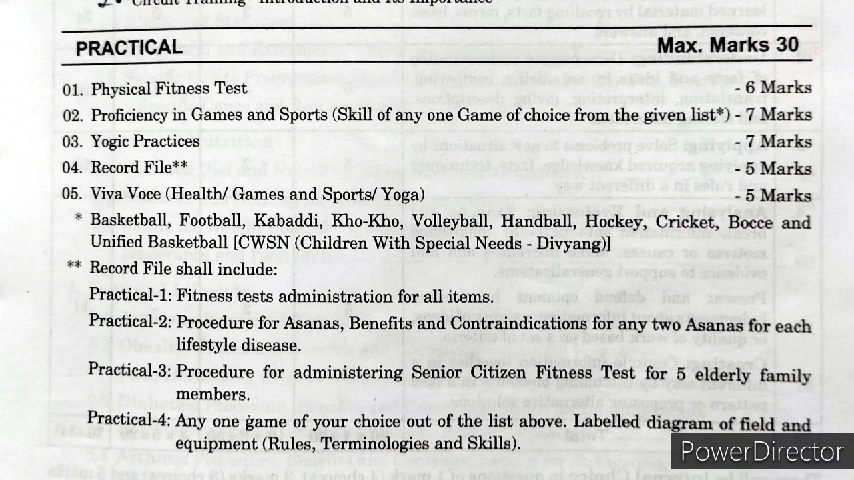 Circuit Training - Introduction and its Importance
PRACTICAL Max. Marks 30
01. Physical Fitness Test - 6 Marks
02. Proficiency in Games and Sports (Skill of any one Game of choice from the given list*) - 7 Marks
03. Yogic Practices - 7 Marks
04. Record File** - 5 Marks
05. Viva Voce (Health/ Games and Sports/ Yoga) - 5 Marks
* Basketball, Football, Kabaddi, Kho-Kho, Volleyball, Handball, Hockey, Cricket, Bocce and
Unified Basketball [CWSN (Children With Special Needs - Divyang)]
** Record File shall include:
Practical-1: Fitness tests administration for all items.
Practical-2: Procedure for Asanas, Benefits and Contraindications for any two Asanas for each
lifestyle disease.
Practical-3: Procedure for administering Senior Citizen Fitness Test for 5 elderly family
members.
Practical-4: Any one game of your choice out of the list above. Labelled diagram of field and
equipment (Rules, Terminologies and Skills).
PowerDirector